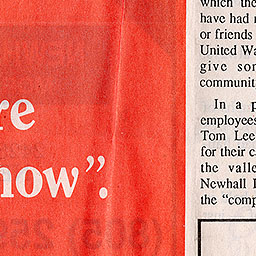 re
now”.
which the
have had
or friends
United Wa
give som
communit
In a p
employees
Tom Lee
for their c
the valle
Newhall
the “comp